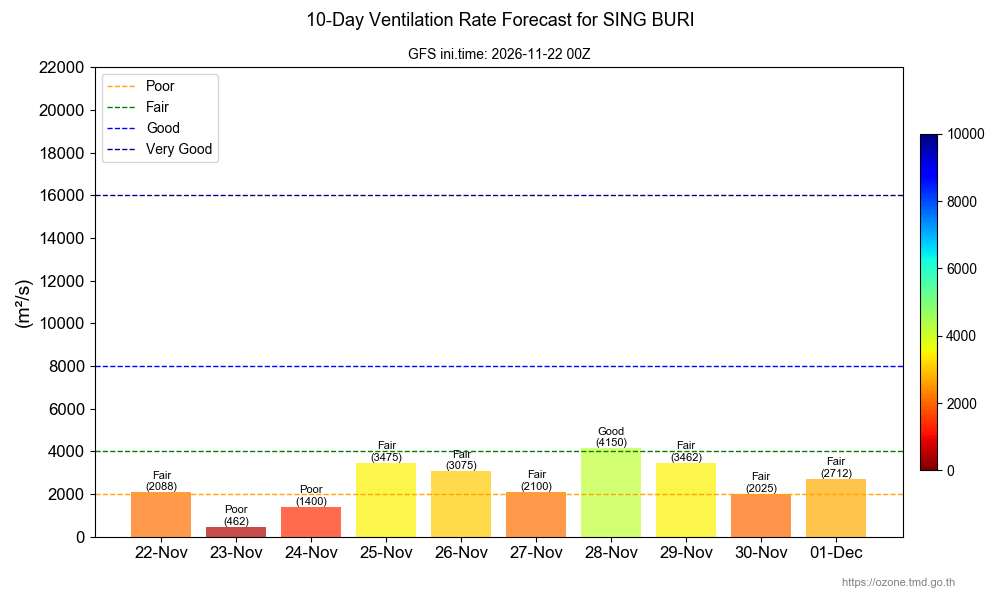 10-Day Ventilation Rate Forecast for SING BURI
GFS ini.time: 2026-11-22 00Z
22000
20000
18000
16000
14000
12000
10000
8000
6000
4000
2000
0
(m²/s)
Poor
Fair
Good
Very Good
Fair
(2088)
Poor
(462)
Poor
(1400)
Fair
(3475)
Fair
(3075)
Fair
(2100)
Good
(4150)
Fair
(3462)
Fair
(2025)
Fair
(2712)
22-Nov 23-Nov 24-Nov 25-Nov 26-Nov 27-Nov 28-Nov 29-Nov 30-Nov 01-Dec
10000
8000
6000
4000
2000
0
https://ozone.tmd.go.th